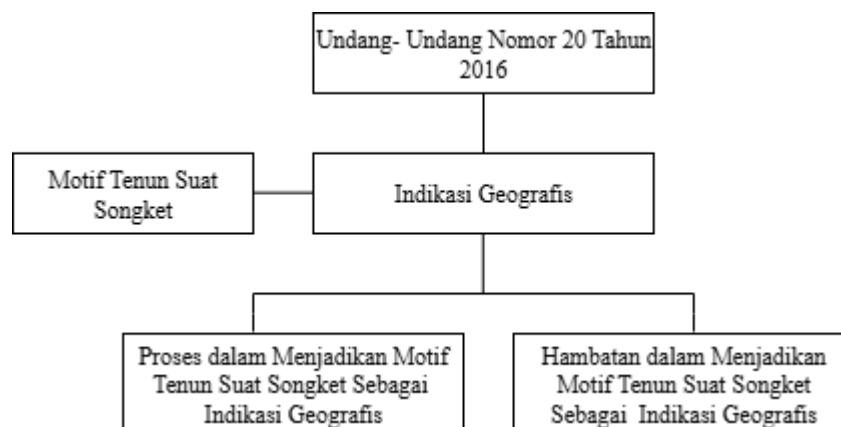 Undang- Undang Nomor 20 Tahun
2016
Motif Tenun Suat
Songket
Indikasi Geografis
Proses dalam Menjadikan Motif
Tenun Suat Songket Sebagai
Indikasi Geografis
Hambatan dalam Menjadikan
Motif Tenun Suat Songket
Sebagai Indikasi Geografis